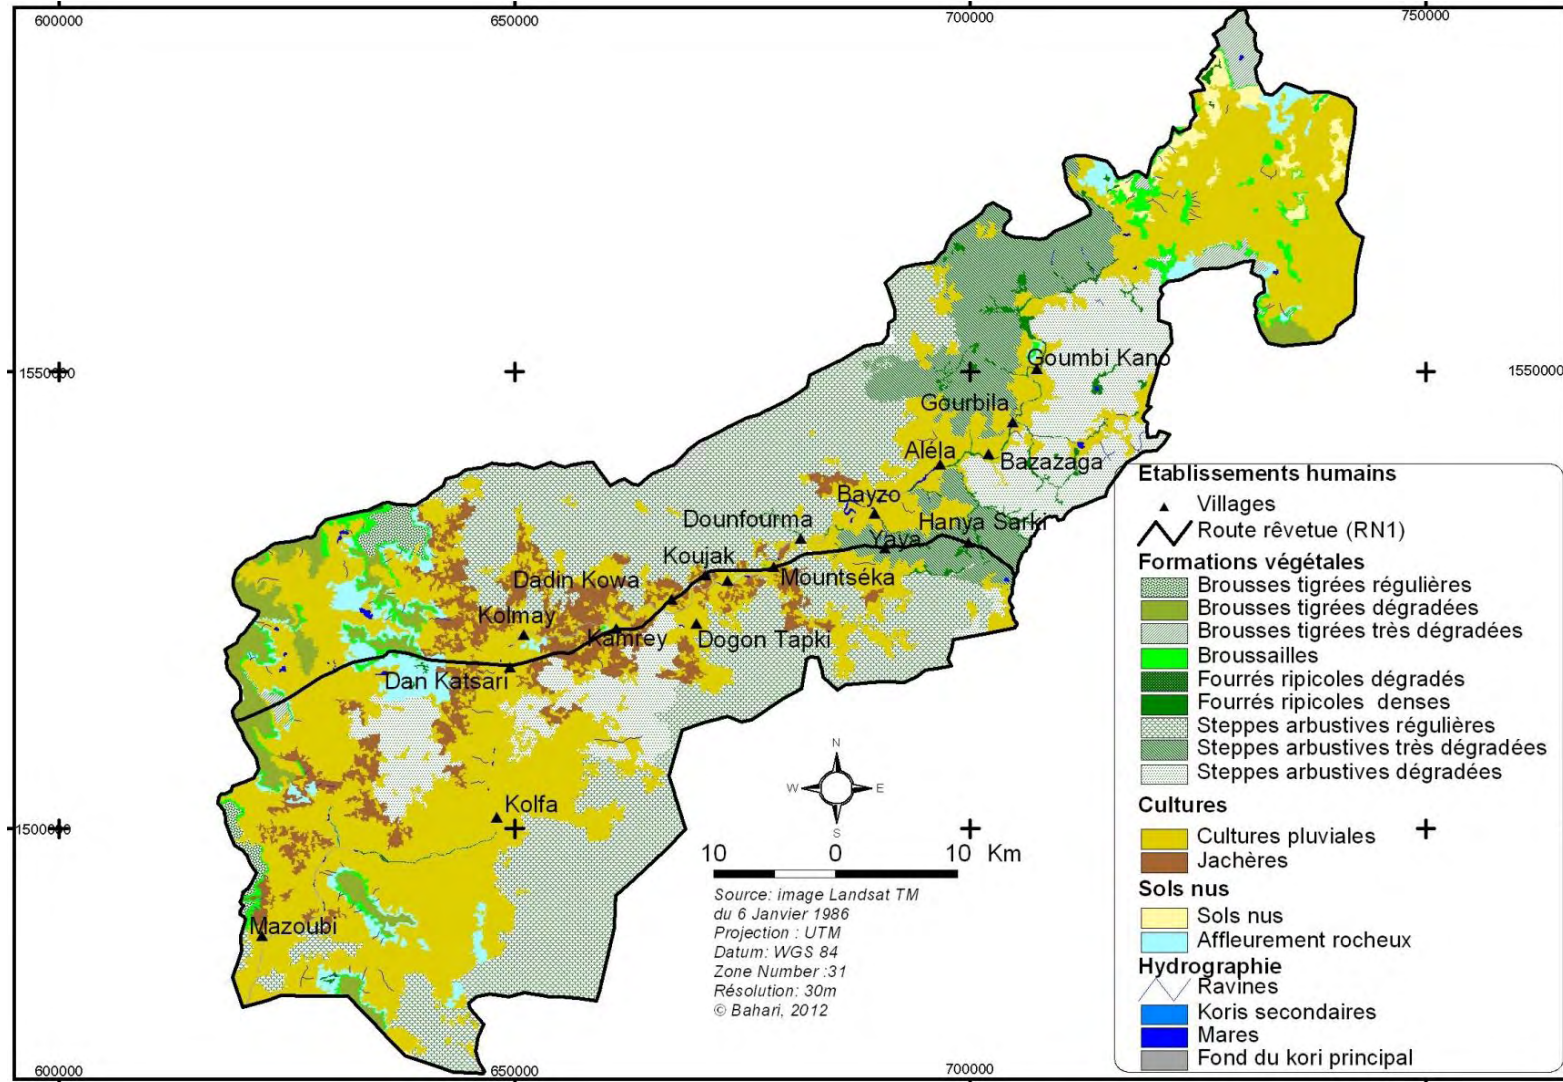 600000
650000
700000
750000
1550000
1550000
Goumbi Kano
Gourbila
Aléla
Bazazaga
Bayzo
Hanya Sarki
Dounfourma
Yaya
Koujak
Mountséka
Dadin Kowa
Kolmay
Kamrey
Dogon Tapki
Dan Katsari
Kolfa
1500000
Mazoubi
N
W
E
S
10 0 10 Km
Source: image Landsat TM
du 6 Janvier 1986
Projection : UTM
Datum: WGS 84
Zone Number :31
Résolution: 30m
© Bahari, 2012
Etablissements humains
Villages
Route rêvetue (RN1)
Formations végétales
Brousses tigrées régulières
Brousses tigrées dégradées
Brousses tigrées très dégradées
Broussailles
Fourrés ripicoles dégradés
Fourrés ripicoles denses
Steppes arbustives régulières
Steppes arbustives très dégradées
Steppes arbustives dégradées
Cultures
Cultures pluviales
Jachères
Sols nus
Sols nus
Affleurement rocheux
Hydrographie
Ravines
Koris secondaires
Mares
Fond du kori principal
600000
650000
700000